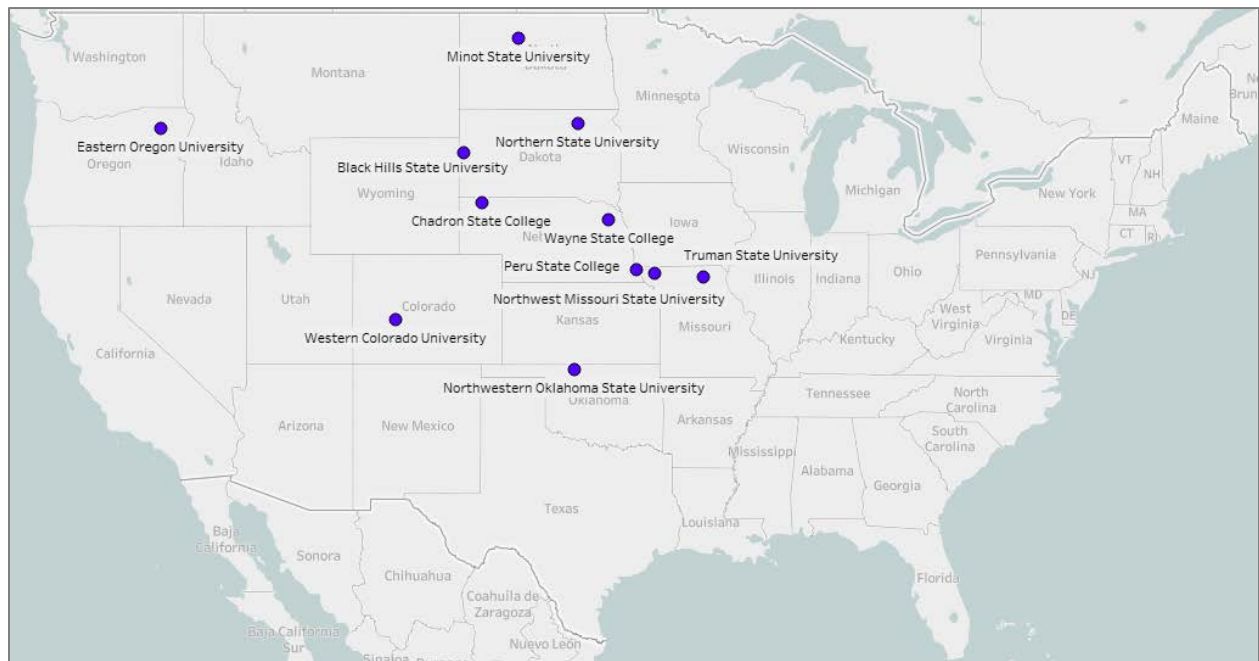 Washington
Montana
Minot State University
North
Dakota
Minnesota
Maine
New
Brun
Eastern Oregon University
Oregon
Idaho
Northern State University
Dakota
Black Hills State University
Wyoming
Wisconsin
Michigan
VT
NH
New York
MA
CT
RI
Chadron State College
Wayne State College
Iowa
Peru State College
Truman State University
Northwest Missouri State University
Illinois
Indiana
Ohio
Pennsylvania
NJ
MD
DE
Nevada
Utah
Colorado
Western Colorado University
Kansas
Missouri
West
Virginia
Virginia
Kentucky
California
Northwestern Oklahoma State University
Oklahoma
Tennessee
North
Carolina
Arizona
New Mexico
Arkansas
South
Carolina
Mississippi
Alabama
Georgia
Texas
Louisiana
Florida
Baja
California
Sonora
Chihuahua
Coahuila de
Zaragoza
Nuevo León
Baja California
Sur